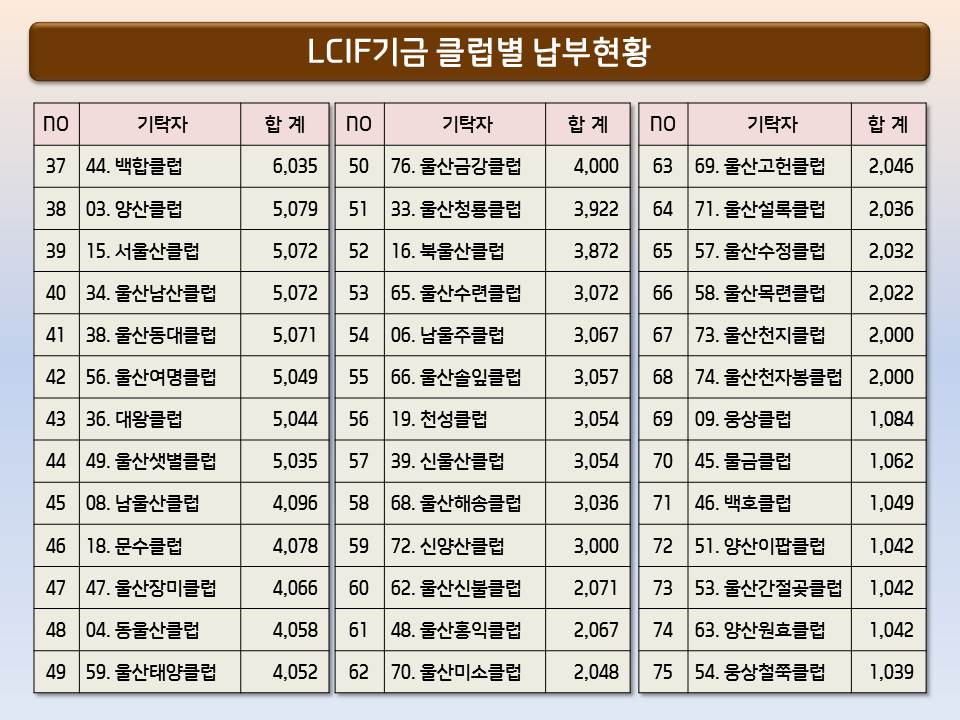 LCIF기금 클럽별 납부현황
NO 기탁자 합 계 NO 기탁자 합 계 NO 기탁자 합 계
37 44. 백합클럽 6,035 50 76. 울산금강클럽 4,000 63 69. 울산고헌클럽 2,046
38 03. 양산클럽 5,079 51 33. 울산청룡클럽 3,922 64 71. 울산설록클럽 2,036
39 15. 서울산클럽 5,072 52 16. 북울산클럽 3,872 65 57. 울산수정클럽 2,032
40 34. 울산남산클럽 5,072 53 65. 울산수련클럽 3,072 66 58. 울산목련클럽 2,022
41 38. 울산동대클럽 5,071 54 06. 남울주클럽 3,067 67 73. 울산천지클럽 2,000
42 56. 울산여명클럽 5,049 55 66. 울산솔잎클럽 3,057 68 74. 울산천자봉클럽 2,000
43 36. 대왕클럽 5,044 56 19. 천성클럽 3,054 69 09. 웅상클럽 1,084
44 49. 울산샛별클럽 5,035 57 39. 신울산클럽 3,054 70 45. 물금클럽 1,062
45 08. 남울산클럽 4,096 58 68. 울산해송클럽 3,036 71 46. 백호클럽 1,049
46 18. 문수클럽 4,078 59 72. 신양산클럽 3,000 72 51. 양산이팝클럽 1,042
47 47. 울산장미클럽 4,066 60 62. 울산신불클럽 2,071 73 53. 울산간절곶클럽 1,042
48 04. 동울산클럽 4,058 61 48. 울산홍익클럽 2,067 74 63. 양산원효클럽 1,042
49 59. 울산태양클럽 4,052 62 70. 울산미소클럽 2,048 75 54. 웅상철쭉클럽 1,039